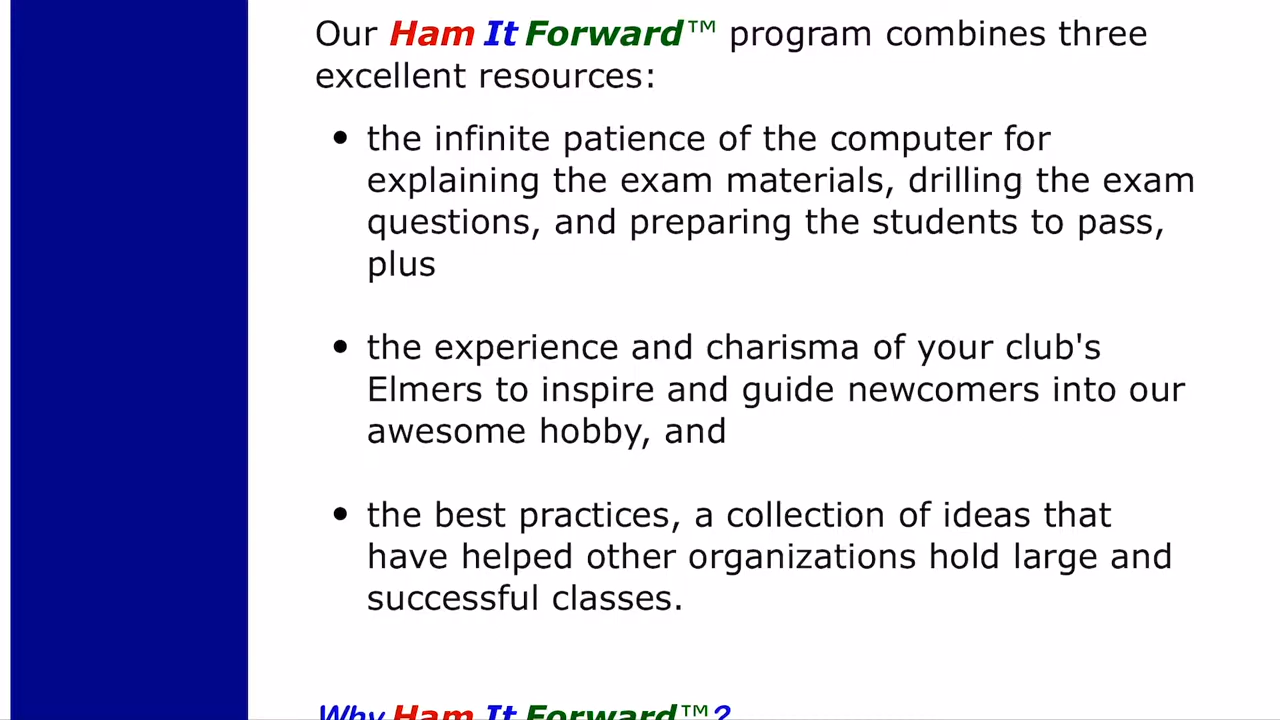 Our Ham It Forward™ program combines three
excellent resources:
• the infinite patience of the computer for
explaining the exam materials, drilling the exam
questions, and preparing the students to pass,
plus
• the experience and charisma of your club's
Elmers to inspire and guide newcomers into our
awesome hobby, and
• the best practices, a collection of ideas that
have helped other organizations hold large and
successful classes.
Why Ham It Forward™?